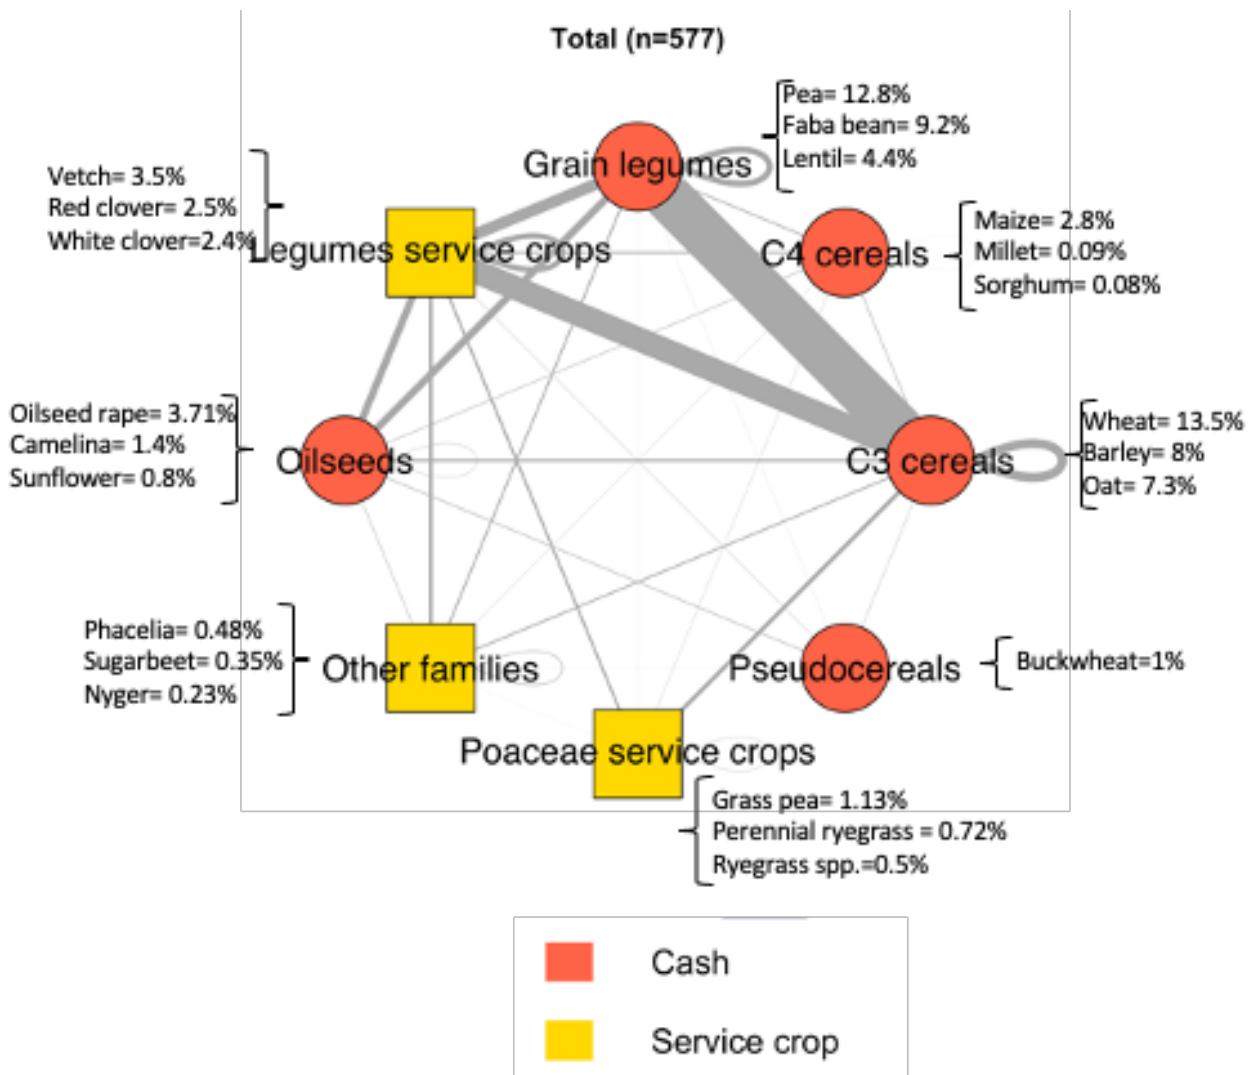 Total (n=577)
Pea= 12.8%
Faba bean= 9.2%
Lentil= 4.4%
Grain legumes
Vetch= 3.5%
Red clover= 2.5%
White clover=2.4%
Legumes service crops
C4 cereals
Maize= 2.8%
Millet= 0.09%
Sorghum= 0.08%
Oilseed rape= 3.71%
Camelina= 1.4%
Sunflower= 0.8%
Oilseeds
C3 cereals
Wheat= 13.5%
Barley= 8%
Oat= 7.3%
Phacelia= 0.48%
Sugarbeet= 0.35%
Nyger= 0.23%
Other families
Pseudocereals
Buckwheat=1%
Poaceae service crops
Grass pea= 1.13%
Perennial ryegrass = 0.72%
Ryegrass spp.=0.5%
Cash
Service crop